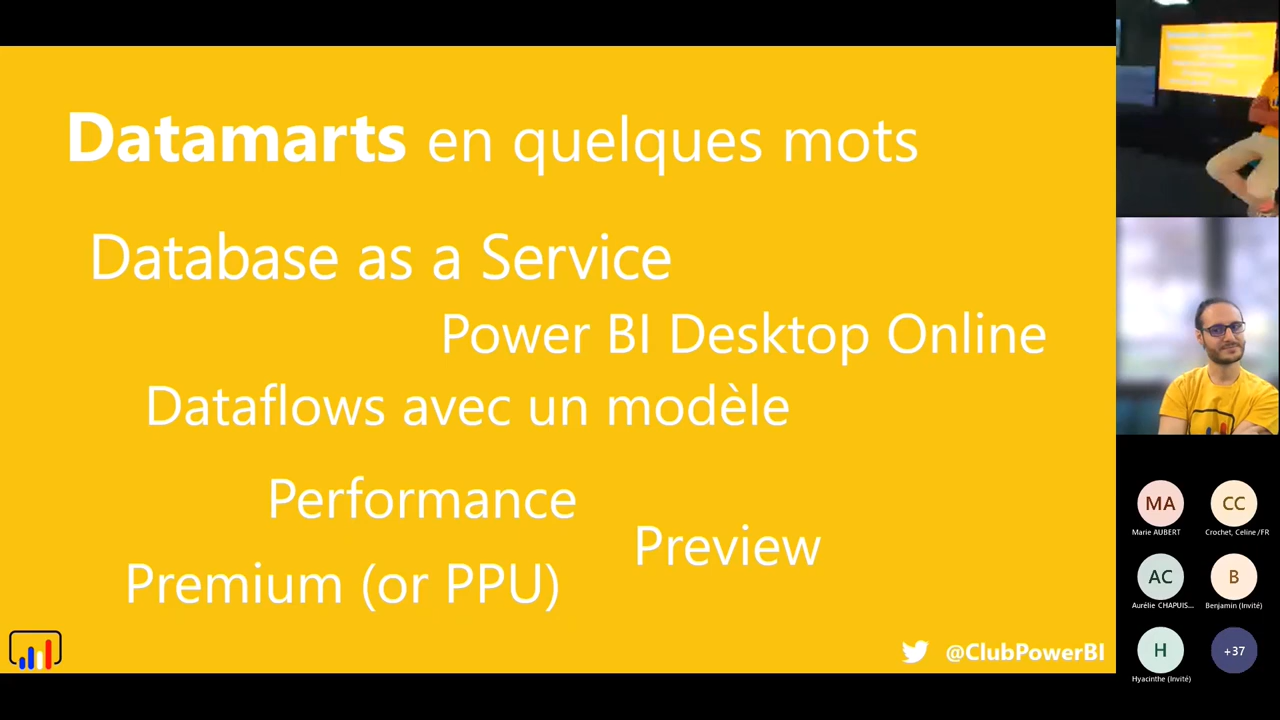 Datamarts en quelques mots
Database as a Service
Power BI Desktop Online
Dataflows avec un modèle
Performance
Preview
Premium (or PPU)
@ClubPowerBI
MA
CC
Marie AUBERT
Crochet, Celine/FR
AC
B
Aurélie CHAPUIS...
Benjamin (Invité)
H
+37
Hyacinthe (Invité)